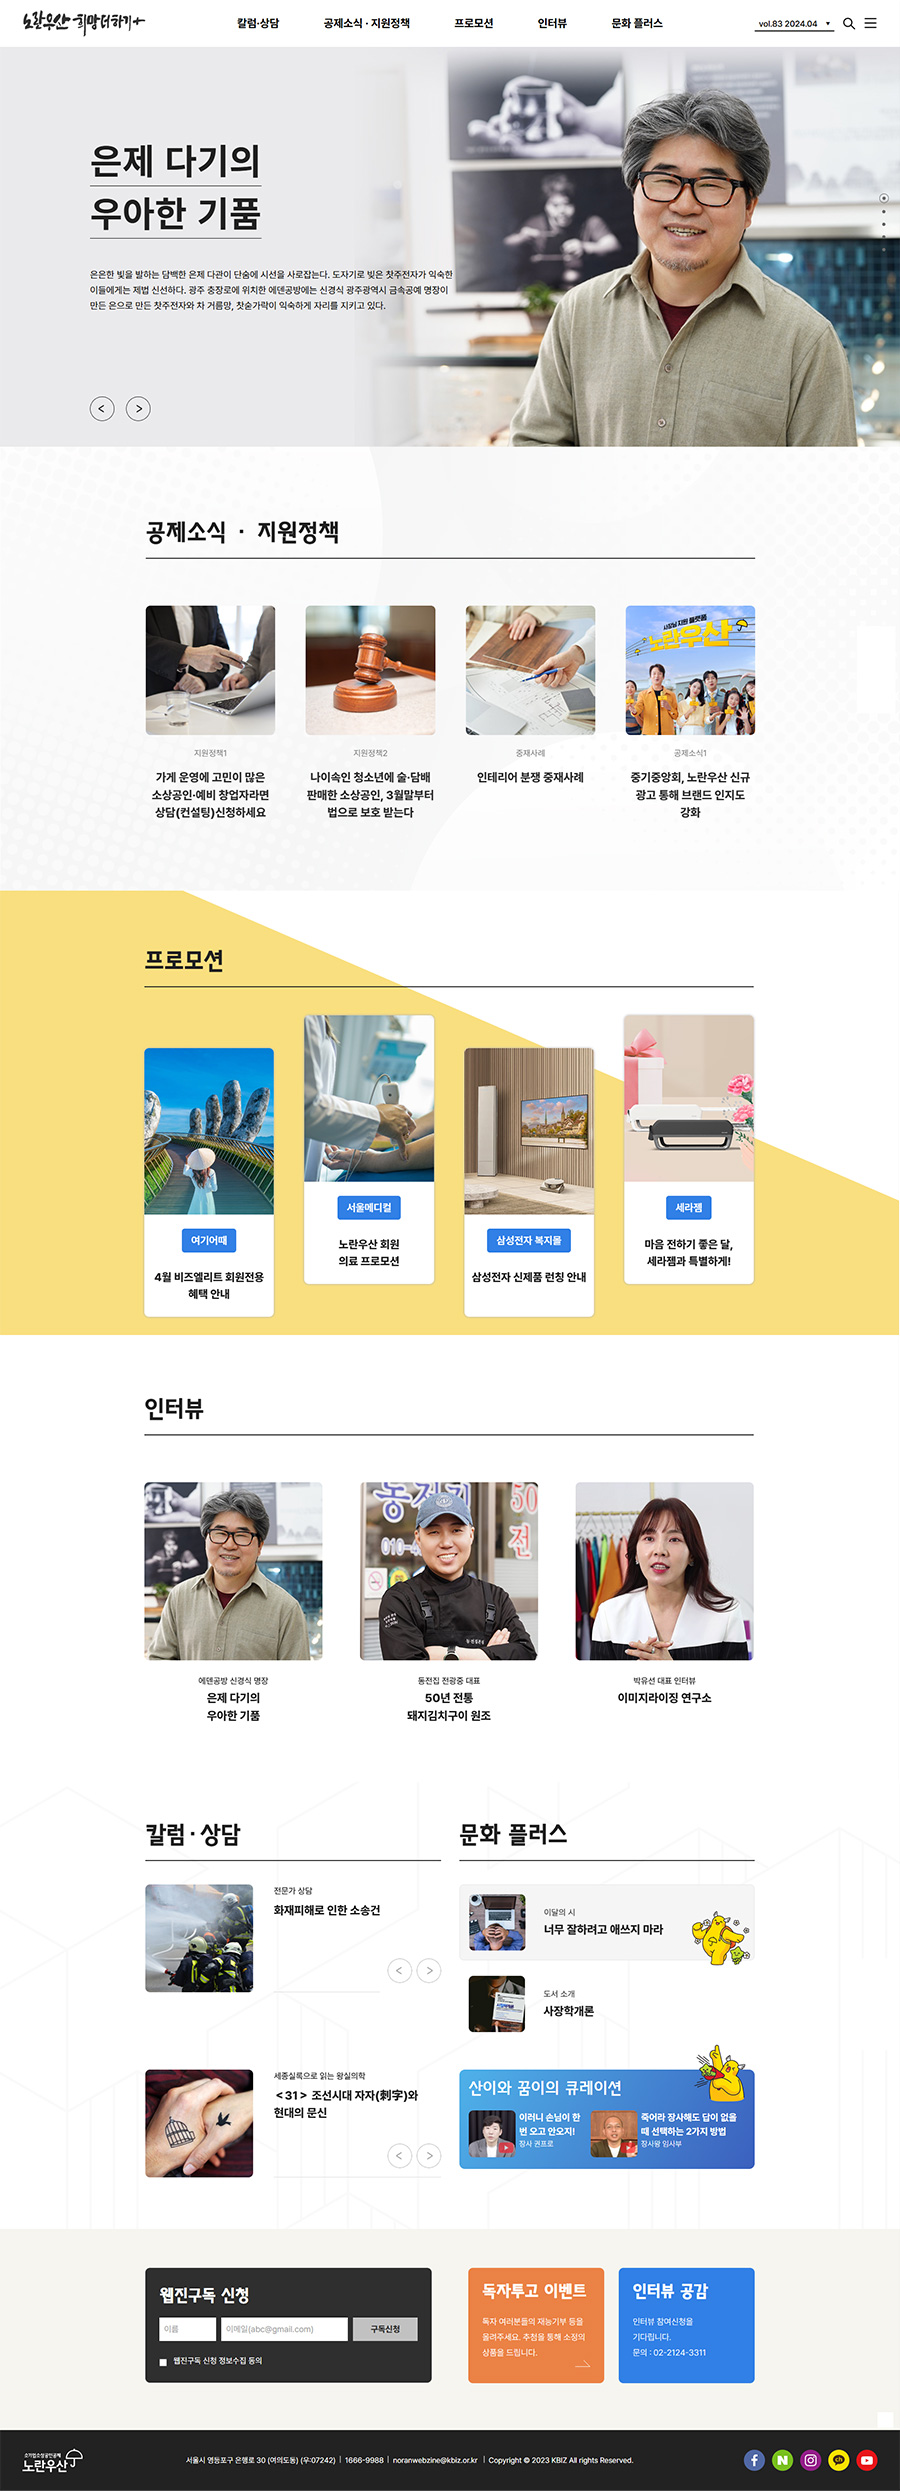 노란우산 희망더하기+
칼럼·상담
공제소식 · 지원정책
프로모션
인터뷰
문화 플러스
vol.83 2024.04
은제 다기의
우아한 기품
은은한 빛을 발하는 담백한 은제 다관이 단숨에 시선을 사로잡는다. 도자기로 빚은 찻주전자가 익숙한
이들에게는 제법 신선하다. 광주 충장로에 위치한 에덴공방에는 신경식 광주광역시 금속공예 명장이
만든 은으로 만든 찻주전자와 차 거름망, 찻숟가락이 익숙하게 자리를 지키고 있다.
< >
공제소식 · 지원정책
사장님 지원 플랫폼
노란우산
지원정책1
가게 운영에 고민이 많은
소상공인·예비 창업자라면
상담(컨설팅)신청하세요
지원정책2
나이속인 청소년에 술·담배
판매한 소상공인, 3월말부터
법으로 보호 받는다
중재사례
인테리어 분쟁 중재사례
공제소식1
중기중앙회, 노란우산 신규
광고 통해 브랜드 인지도
강화
프로모션
여기어때
4월 비즈엘리트 회원전용
혜택 안내
서울메디컬
노란우산 회원
의료 프로모션
삼성전자 복지몰
삼성전자 신제품 런칭 안내
세라젬
마음 전하기 좋은 달,
세라젬과 특별하게!
인터뷰
50
전
에덴공방 신경식 명장
은제 다기의
우아한 기품
동전집 전광중 대표
50년 전통
돼지김치구이 원조
박유선 대표 인터뷰
이미지라이징 연구소
칼럼·상담
전문가 상담
화재피해로 인한 소송건
< >
세종실록으로 읽는 왕실의학
<31> 조선시대 자자(刺字)와
현대의 문신
< >
문화 플러스
이달의 시
너무 잘하려고 애쓰지 마라
도서 소개
사장학개론
산이와 꿈이의 큐레이션
이러니 손님이 한
번 오고 안오지!
장사 권프로
죽어라 장사해도 답이 없을
때 선택하는 2가지 방법
장사왕 임사부
웹진구독 신청
이름
이메일(abc@gmail.com)
구독신청
웹진구독 신청 정보수집 동의
독자투고 이벤트
독자 여러분들의 재능기부 등을
올려주세요. 추첨을 통해 소정의
상품을 드립니다.
인터뷰 공감
인터뷰 참여신청을
기다립니다.
문의 : 02-2124-3311
소기업소상공인공제
노란우산
서울시 영등포구 은행로 30 (여의도동) (우:07242) | 1666-9988 | noranwebzine@kbiz.or.kr | Copyright © 2023 KBIZ All rights Reserved.